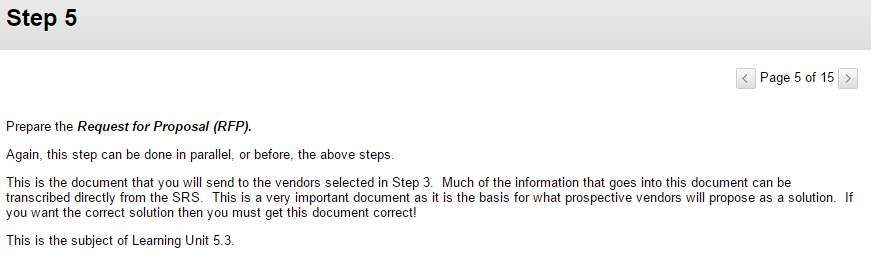 Step 5
Page 5 of 15
Prepare the Request for Proposal (RFP).
Again, this step can be done in parallel, or before, the above steps.
This is the document that you will send to the vendors selected in Step 3.  Much of the information that goes into this document can be
transcribed directly from the SRS.  This is a very important document as it is the basis for what prospective vendors will propose as a solution.  If
you want the correct solution then you must get this document correct!
This is the subject of Learning Unit 5.3.